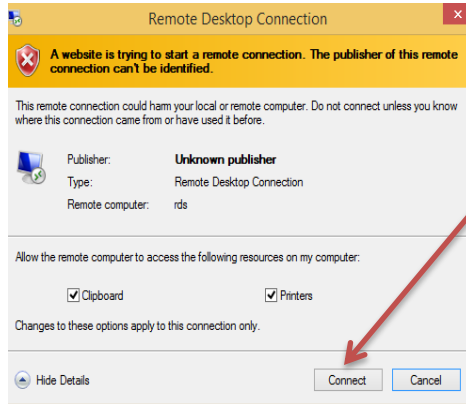 Remote Desktop Connection
A website is trying to start a remote connection. The publisher of this remote
connection can't be identified.
This remote connection could harm your local or remote computer. Do not connect unless you know
where this connection came from or have used it before.
Publisher: Unknown publisher
Type: Remote Desktop Connection
Remote computer: rds
Allow the remote computer to access the following resources on my computer:
Clipboard Printers
Changes to these options apply to this connection only.
Hide Details Connect Cancel